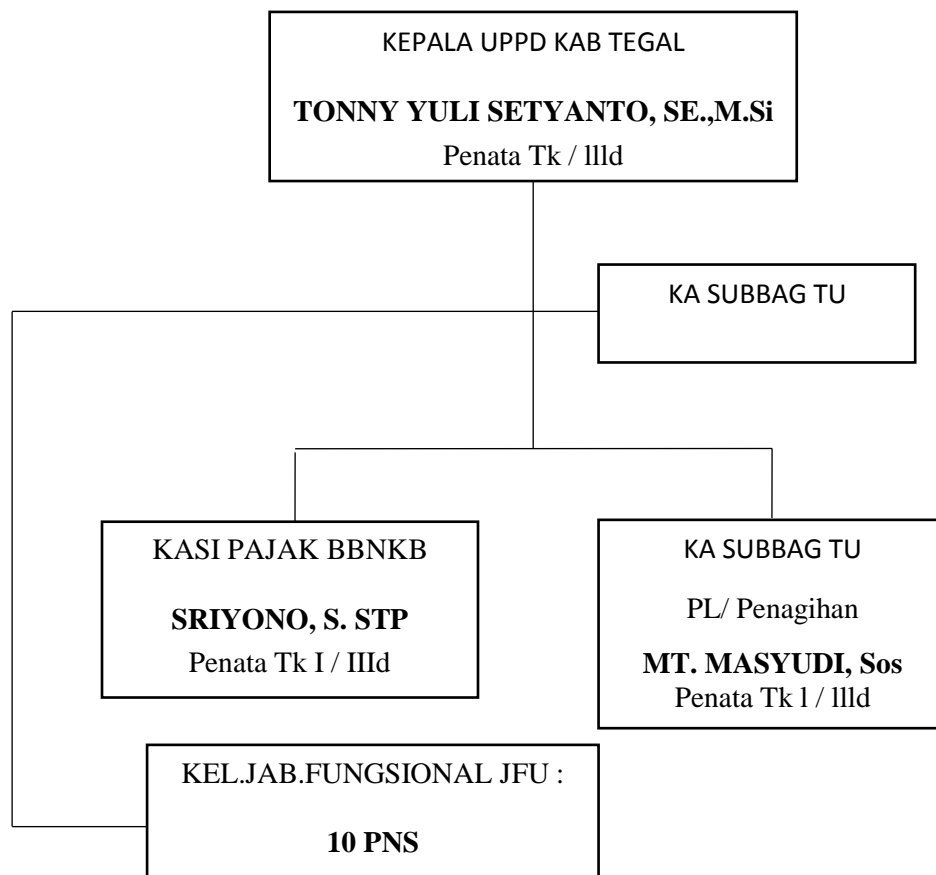 KEPALA UPPD KAB TEGAL
TONNY YULI SETYANTO, SE.,M.Si
Penata Tk / llld
KA SUBBAG TU
KASI PAJAK BBNKB
SRIYONO, S. STP
Penata Tk I / IIId
KA SUBBAG TU
PL/ Penagihan
MT. MASYUDI, Sos
Penata Tk l / llld
KEL.JAB.FUNGSIONAL JFU :
10 PNS